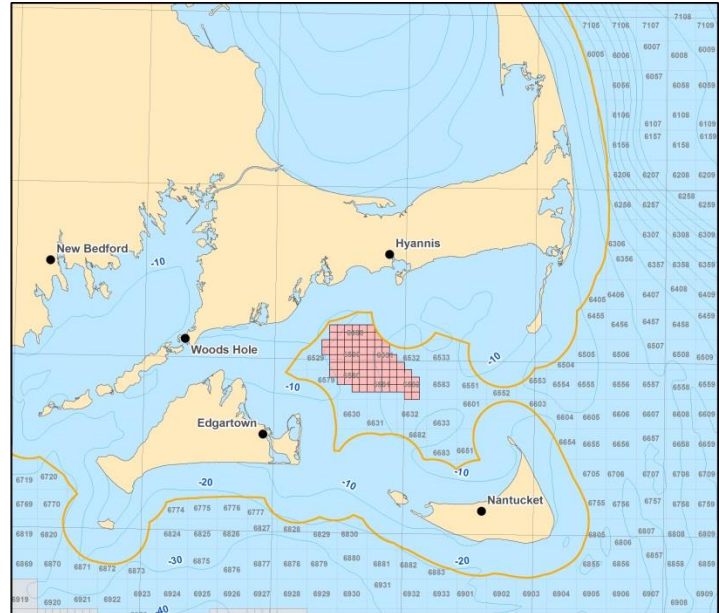 7105 7106 7107 7108
6005 6006 6007 6008 6009
6056 6057 6058 6059
6106 6107 6108 6109
6156 6157 6158 6159
6206 6207 6208 6209
6256 6257 6258 6259
New Bedford
Hyannis
-10
6306 6307 6308 6309
6356 6357 6358 6359
6405 6406 6407 6408 6409
6455 6456 6457 6458 6459
Woods Hole
6529 6532 6533 -10 6504 6505 6506 6507 6508 6509
6579 6583 6551 6552 6553 6554 6555 6556 6557 6558 6559
-10
6601 6603 6604 6605 6606 6607 6608 6609
Edgartown
6630 6631 6632 6633
6682 6683 6651 6654 6655 6656 6657 6658 6659
-10
6719 6720 -20 -10 Nantucket 6705 6706 6707 6708 6709
6769 6770 6774 6775 6776 6777 6755 6756 6757 6758 6759
6819 6820 6824 6825 6826 6827 6828 6829 6830 6805 6806 6807 6808 6809
6869 6870 6871 6872 6873 -30 6875 6876 6877 6878 6879 6880 6881 6882 6883 -20 6855 6856 6857 6858 6859
6919 6920 6921 6922 6923 6924 6925 6926 6927 6928 6929 6930 6931 6932 6933 6901 6902 6903 6904 6905 6906 6907 6908 6909
-40